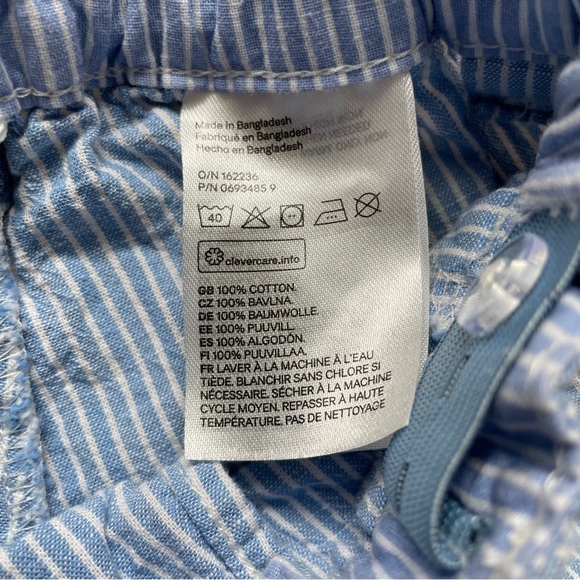 Made in Bangladesh
Fabriqué en Bangladesh
Hecho en Bangladesh
O/N 162236
P/N 0693485 9
40
clevercare.info
GB 100% COTTON.
CZ 100% BAVLNA.
DE 100% BAUMWOLLE.
EE 100% PUUVILL.
ES 100% ALGODÓN.
FI 100% PUUVILLAA.
FR LAVER À LA MACHINE À L'EAU
TIÈDE. BLANCHIR SANS CHLORE SI
NÉCESSAIRE. SÉCHER À LA MACHINE
CYCLE MOYEN. REPASSER À HAUTE
TEMPÉRATURE. PAS DE NETTOYAGE